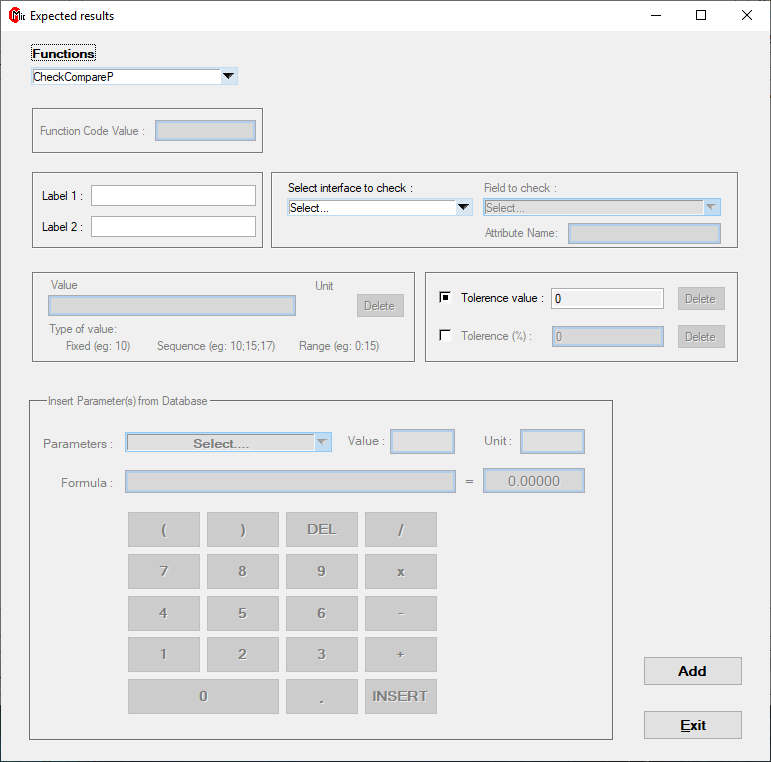 Expected results
Functions
CheckCompareP
Function Code Value :
Label 1 :
Label 2 :
Select interface to check :
Select...
Field to check :
Select...
Attribute Name:
Value
Unit
Delete
Type of value:
Fixed (eg: 10) Sequence (eg: 10;15;17) Range (eg: 0:15)
Tolerence value : 0 Delete
Tolerence (%) : 0 Delete
Insert Parameter(s) from Database
Parameters : Select.... Value : Unit :
Formula : = 0.00000
( ) DEL /
7 8 9 x
4 5 6 -
1 2 3 +
0 . INSERT
Add
Exit